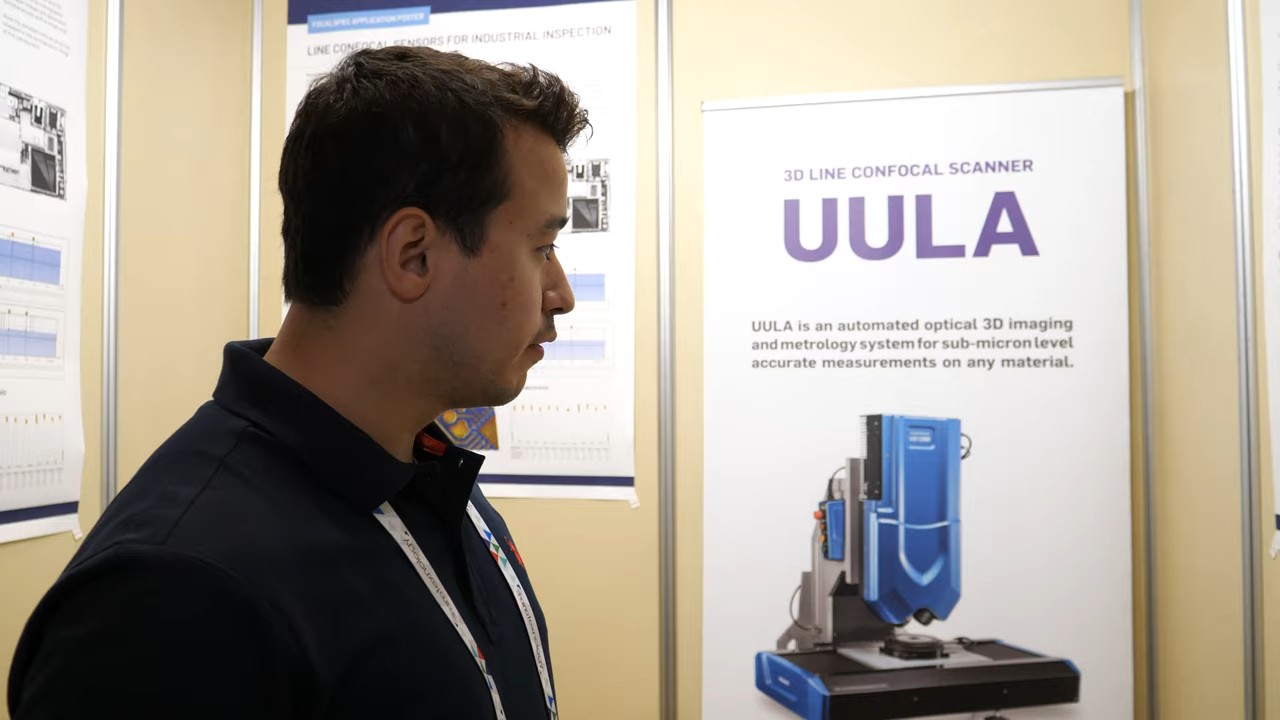 FOCALSPEC APPLICATION POSTER
LINE CONFOCAL SENSORS FOR INDUSTRIAL INSPECTION
3D LINE CONFOCAL SCANNER
UULA
UULA is an automated optical 3D imaging
and metrology system for sub-micron level
accurate measurements on any material.